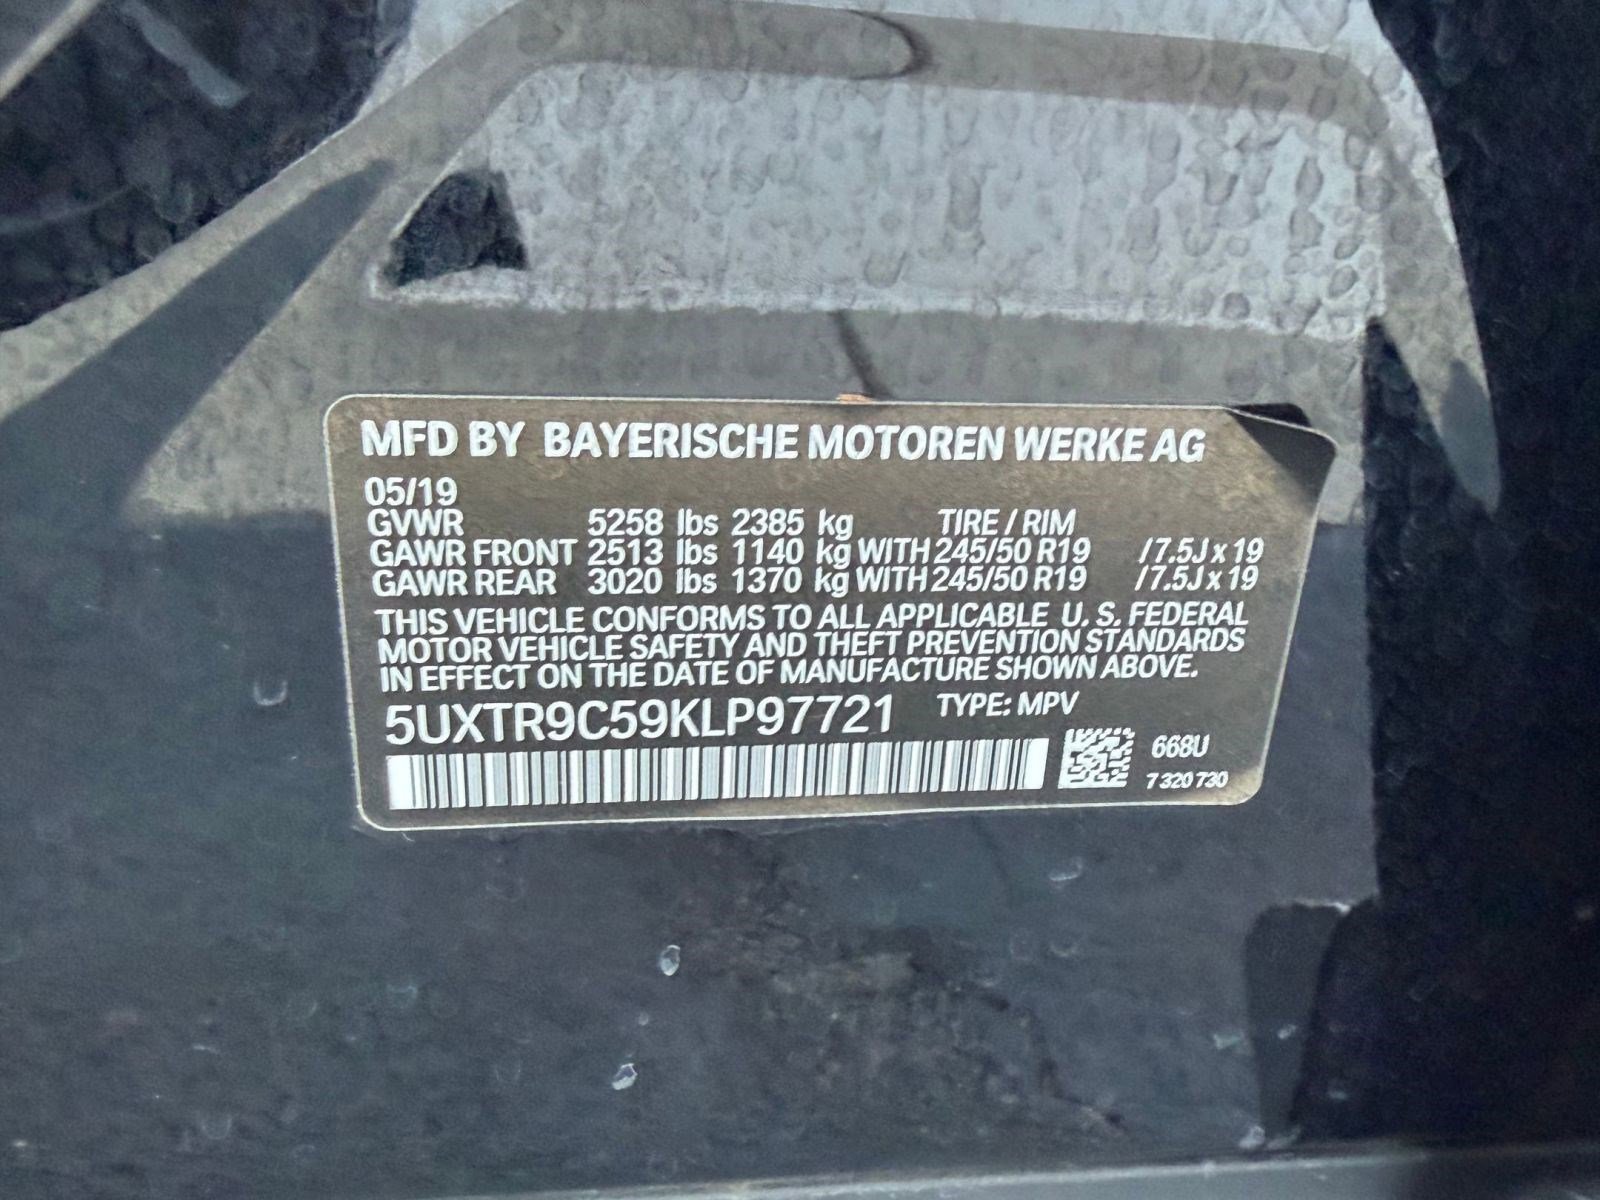 MFD BY BAYERISCHE MOTOREN WERKE AG
05/19
GVWR 5258 lbs 2385 kg TIRE / RIM
GAWR FRONT 2513 lbs 1140 kg WITH 245/50 R19 / 7.5J x 19
GAWR REAR 3020 lbs 1370 kg WITH 245/50 R19 / 7.5J x 19
THIS VEHICLE CONFORMS TO ALL APPLICABLE U. S. FEDERAL
MOTOR VEHICLE SAFETY AND THEFT PREVENTION STANDARDS
IN EFFECT ON THE DATE OF MANUFACTURE SHOWN ABOVE.
5UXTR9C59KLP97721 TYPE: MPV
668U
7 320 730